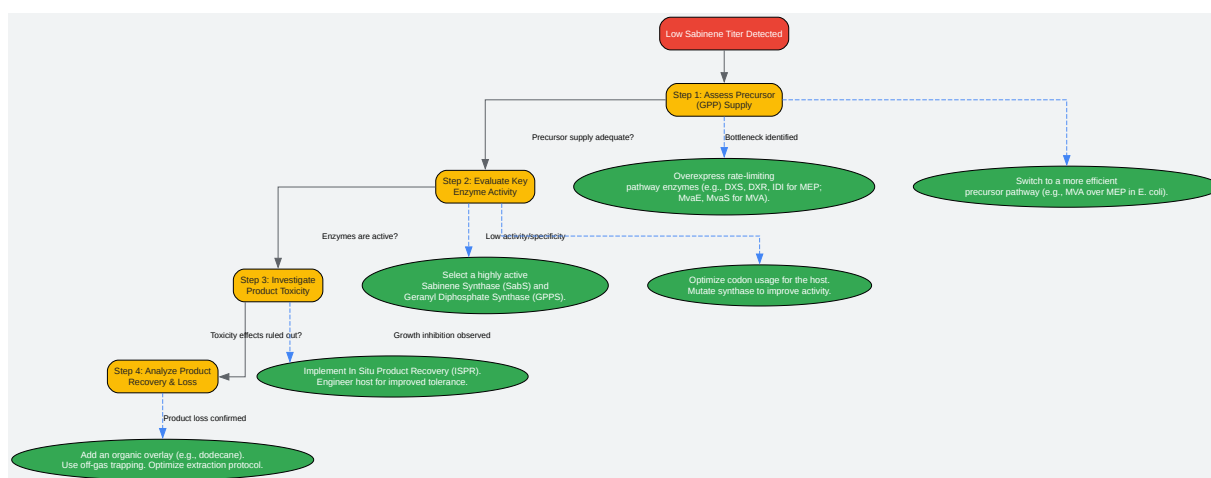 Low Sabinene Titer Detected
Step 1: Assess Precursor
(GPP) Supply
Precursor supply adequate?
Bottleneck identified
Step 2: Evaluate Key
Enzyme Activity
Overexpress rate-limiting
pathway enzymes (e.g., DXS, DXR, IDI for MEP;
MvaE, MvaS for MVA).
Switch to a more efficient
precursor pathway (e.g., MVA over MEP in E. coli).
Enzymes are active?
Low activity/specificity
Step 3: Investigate
Product Toxicity
Select a highly active
Sabinene Synthase (SabS) and
Geranyl Diphosphate Synthase (GPPS).
Optimize codon usage for the host.
Mutate synthase to improve activity.
Toxicity effects ruled out?
Growth inhibition observed
Step 4: Analyze Product
Recovery & Loss
Implement In Situ Product Recovery (ISPR).
Engineer host for improved tolerance.
Product loss confirmed
Add an organic overlay (e.g., dodecane).
Use off-gas trapping. Optimize extraction protocol.